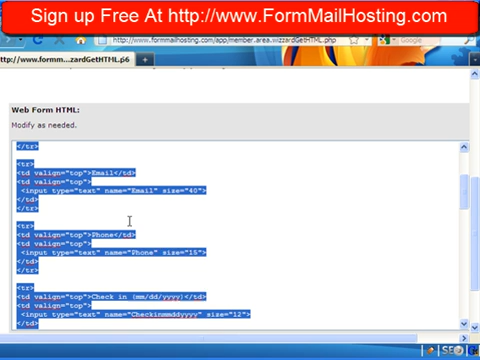 Sign up Free At http://www.FormMailHosting.com
http://www.formmailhosting.com/app/member.area.wizzardGetHTML.php
Google
http://www.formm...zardGetHTML.p6
Web Form HTML:
Modify as needed.
</tr>
<tr>
<td valign="top">Email</td>
<td valign="top">
<input type="text" name="Email" size="40">
</td>
</tr>
<tr>
<td valign="top">Phone</td>
<td valign="top">
<input type="text" name="Phone" size="15">
</td>
</tr>
<tr>
<td valign="top">Check in (mm/dd/yyyy)</td>
<td valign="top">
<input type="text" name="Checkinmmddyyyy" size="12">
</td>